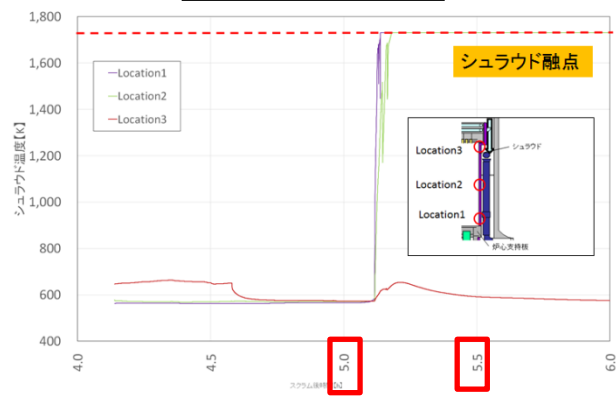 1,800
1,600
1,400
1,200
1,000
800
600
400
シュラウド温度【K】
Location1
Location2
Location3
シュラウド融点
Location3
シュラウド
Location2
Location1
炉心支持板
4.0
4.5
5.0
5.5
6.0